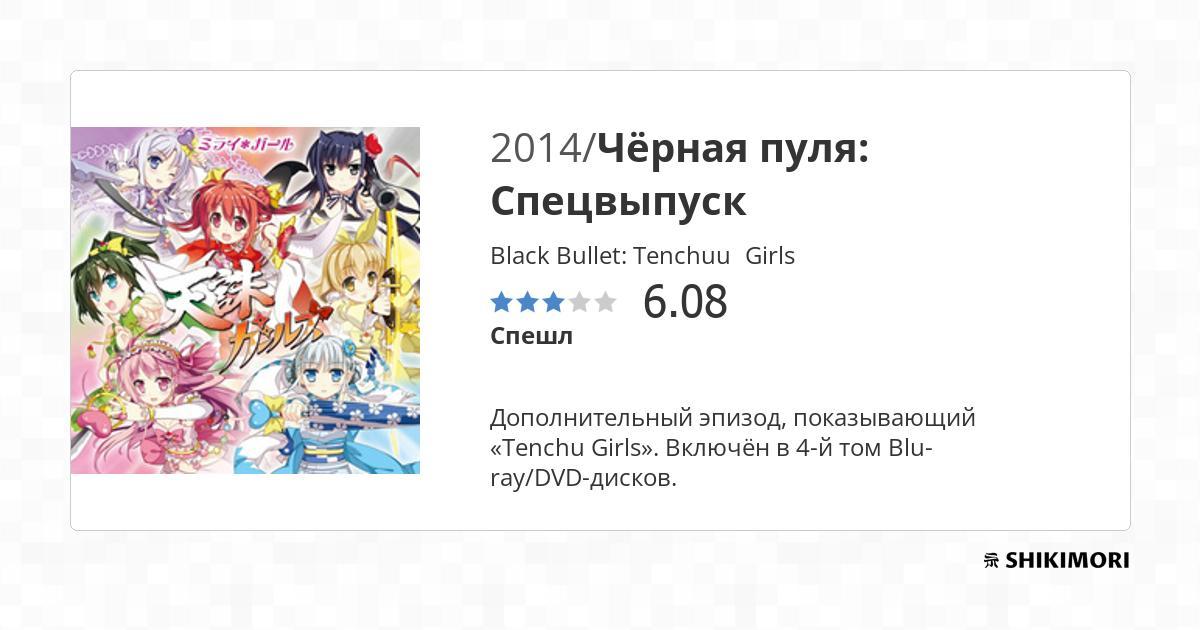 ミライ*ガール
天誅
ガールズ
2014/Чёрная пуля:
Спецвыпуск
Black Bullet: Tenchuu  Girls
6.08
Спешл
Дополнительный эпизод, показывающий
«Tenchu Girls». Включён в 4-й том Blu-
ray/DVD-дисков.
SHIKIMORI